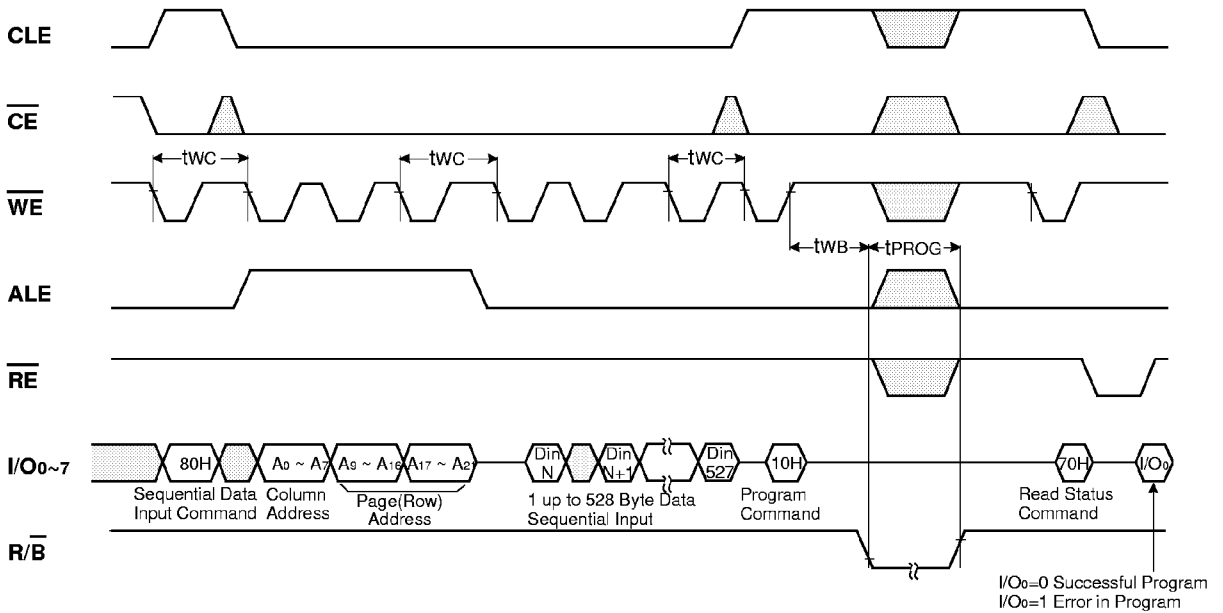 CLE
CE
tWC
tWC
tWC
WE
tWB
tPROG
ALE
RE
I/O0~7
80H
A0 ~ A7
A9 ~ A16
A17 ~ A21
Din
N
Din
N+1
Din
527
10H
70H
I/O0
Sequential Data
Input Command
Column
Address
Page(Row)
Address
1 up to 528 Byte Data
Sequential Input
Program
Command
Read Status
Command
R/B
I/O0=0 Successful Program
I/O0=1 Error in Program